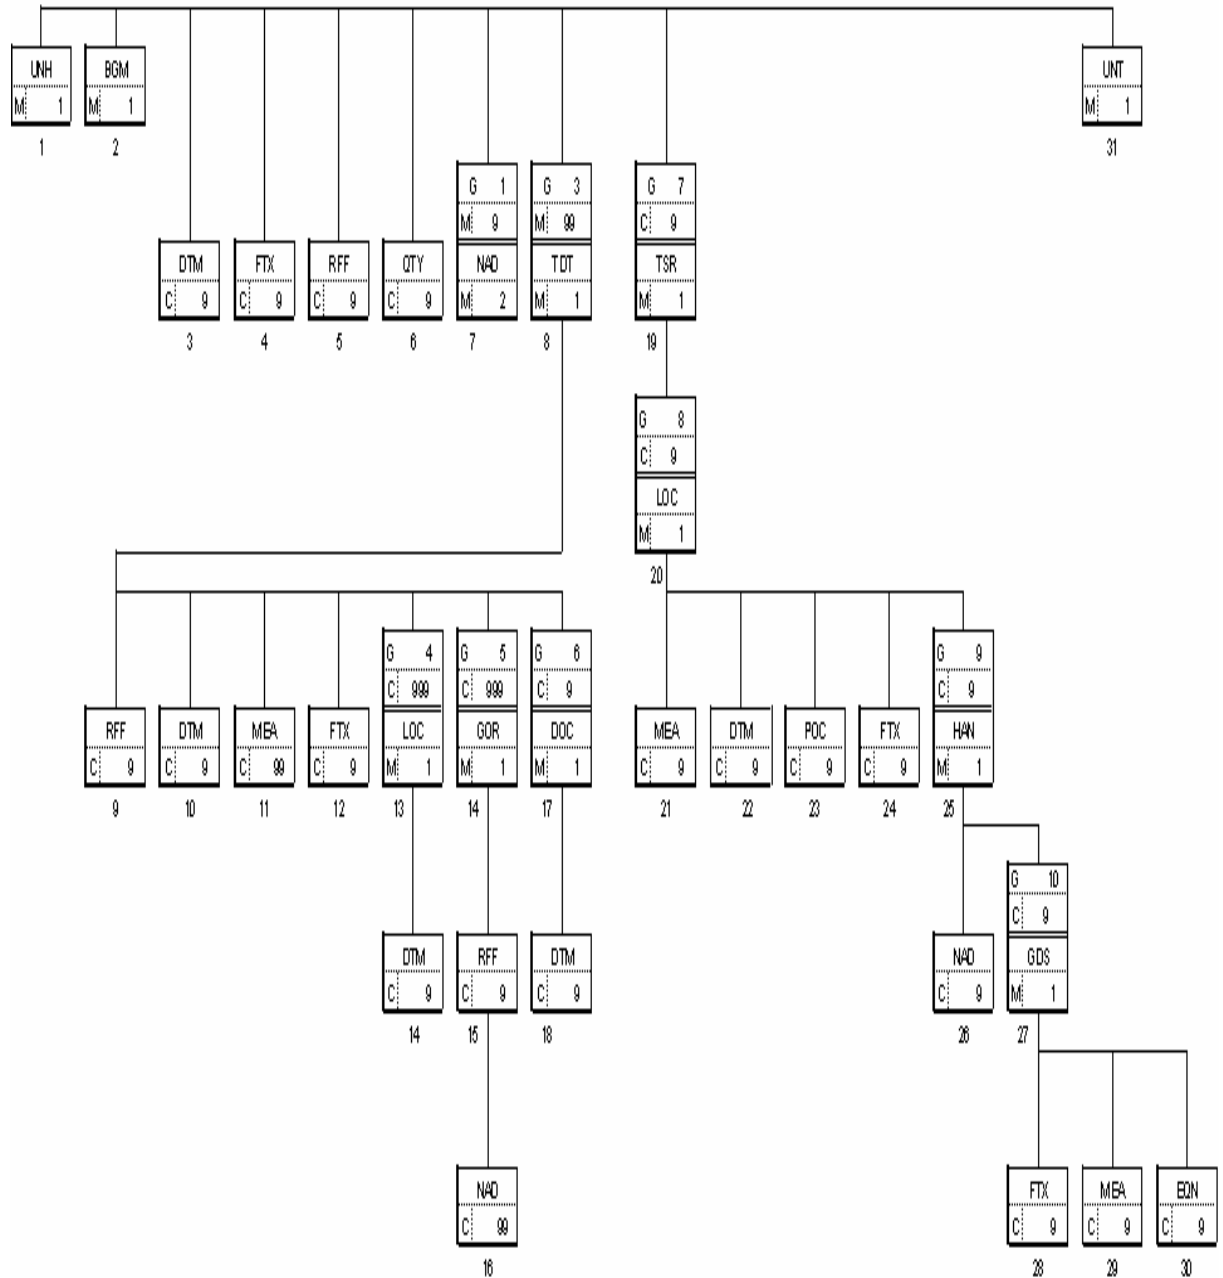 UNH BGM UNT
M 1 M 1 M 1
1 2 31
G 1 G 3 G 7
M 9 M 99 C 9
DTM FTX RFF QTY NAD TDT TSR
C 9 C 9 C 9 C 9 M 2 M 1 M 1
3 4 5 6 7 8 19
G 8
C 9
LOC
M 1
20
G 4 G 5 G 6 G 9
C 999 C 999 C 9 C 9
RFF DTM MEA FTX LOC GOR DOC MEA DTM POC FTX HAN
C 9 C 9 C 99 C 9 M 1 M 1 M 1 C 9 C 9 C 9 C 9 M 1
9 10 11 12 13 14 17 21 22 23 24 25
G 10
C 9
DTM RFF DTM NAD GDS
C 9 C 9 C 9 C 9 M 1
14 15 18 26 27
NAD FTX MEA EQN
C 99 C 9 C 9 C 9
16 28 29 30